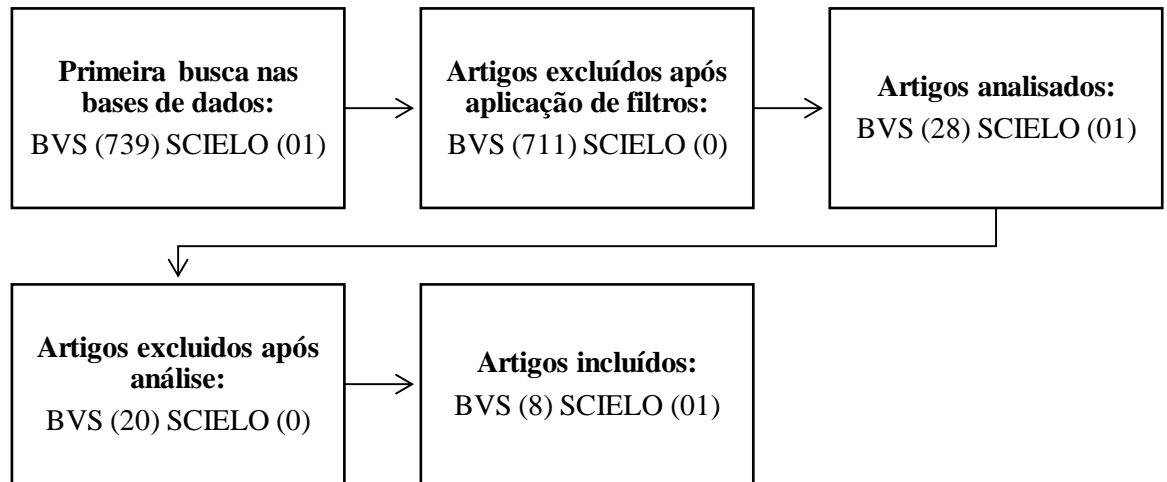 Primeira busca nas
bases de dados:
BVS (739) SCIELO (01)
Artigos excluídos após
aplicação de filtros:
BVS (711) SCIELO (0)
Artigos analisados:
BVS (28) SCIELO (01)
Artigos excluidos após
análise:
BVS (20) SCIELO (0)
Artigos incluídos:
BVS (8) SCIELO (01)